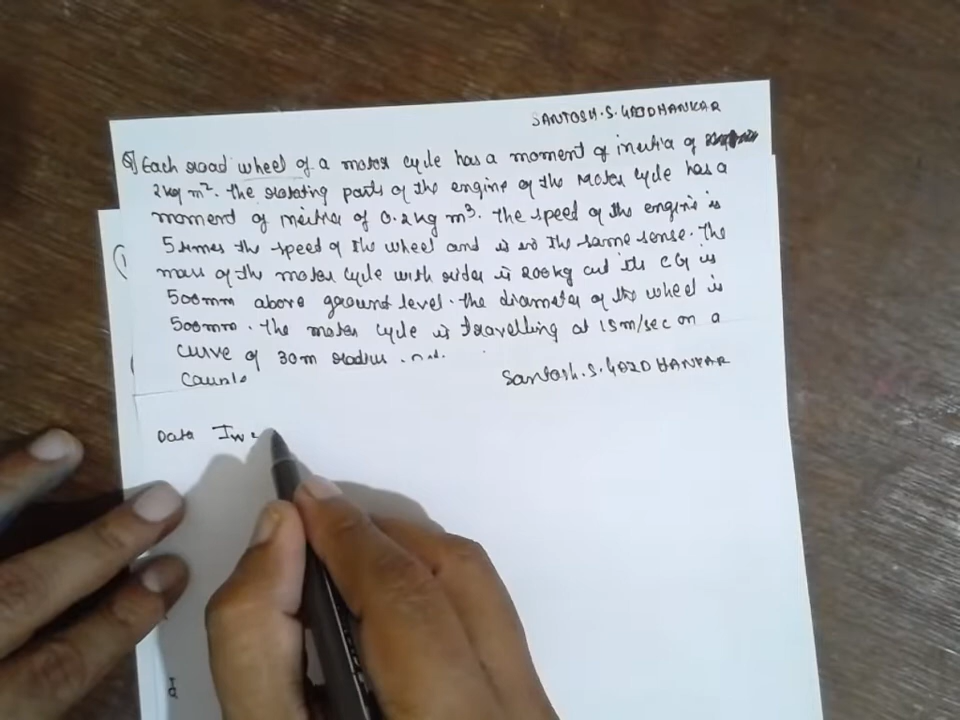 SANTOSH.S.GAIDHANKAR
Q] Each road wheel of a motor cycle has a moment of inertia of
2kg m². The rotating parts of the engine of the Motor cycle has a
moment of inertia of 0.2kg m³. The speed of the engine is
5 times the speed of the wheel and is in the same sense. The
mass of the motor cycle with rider is 200kg and its CG is
500mm above ground level. The diameter of the wheel is
500mm. The motor cycle is travelling at 15m/sec on a
curve of 30m radius.
Santosh.S.
Data Iw =